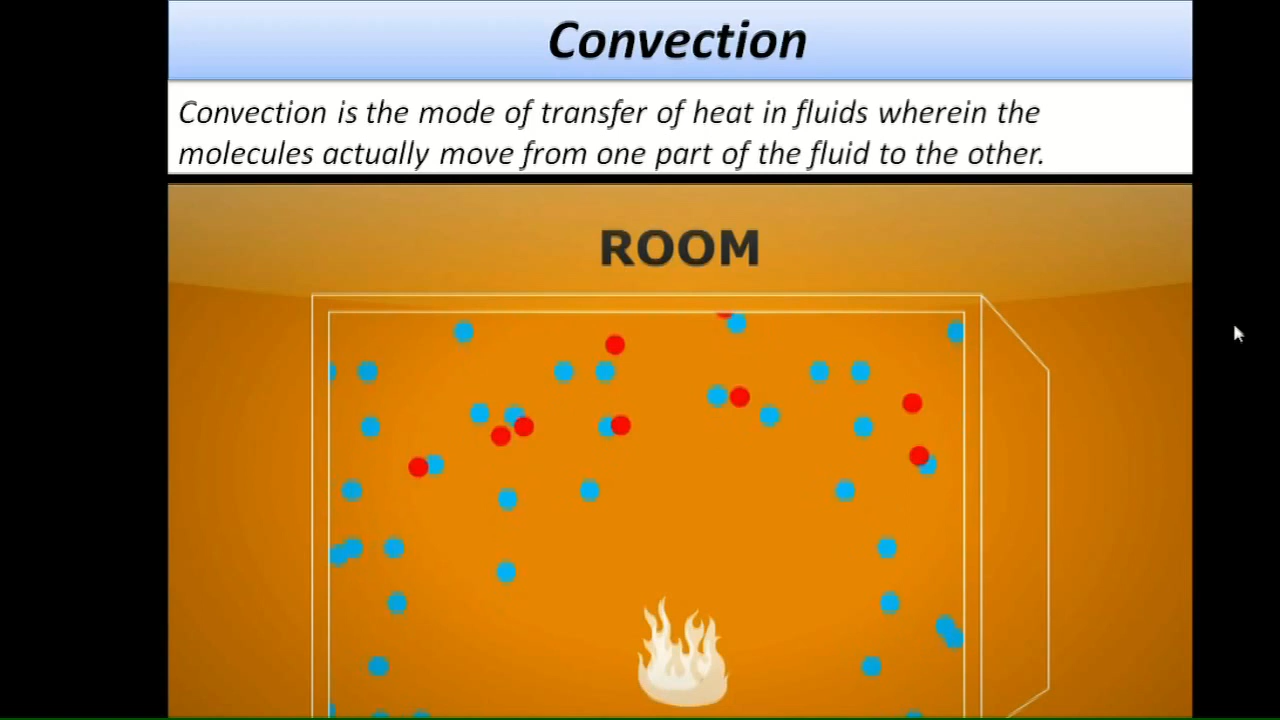 Convection
Convection is the mode of transfer of heat in fluids wherein the
molecules actually move from one part of the fluid to the other.
ROOM